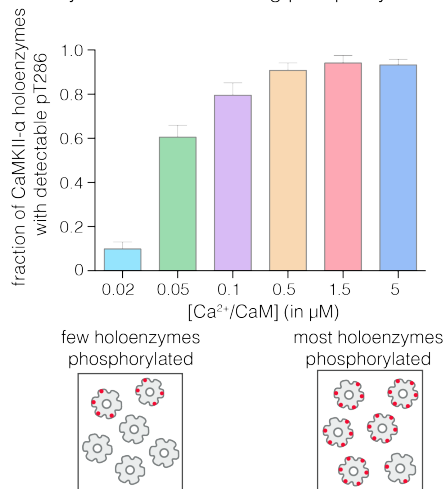 fraction of CaMKII-α holoenzymes
with detectable pT286
1.0
0.8
0.6
0.4
0.2
0
0.02 0.05 0.1 0.5 1.5 5
[Ca²⁺/CaM] (in µM)
few holoenzymes
phosphorylated
most holoenzymes
phosphorylated